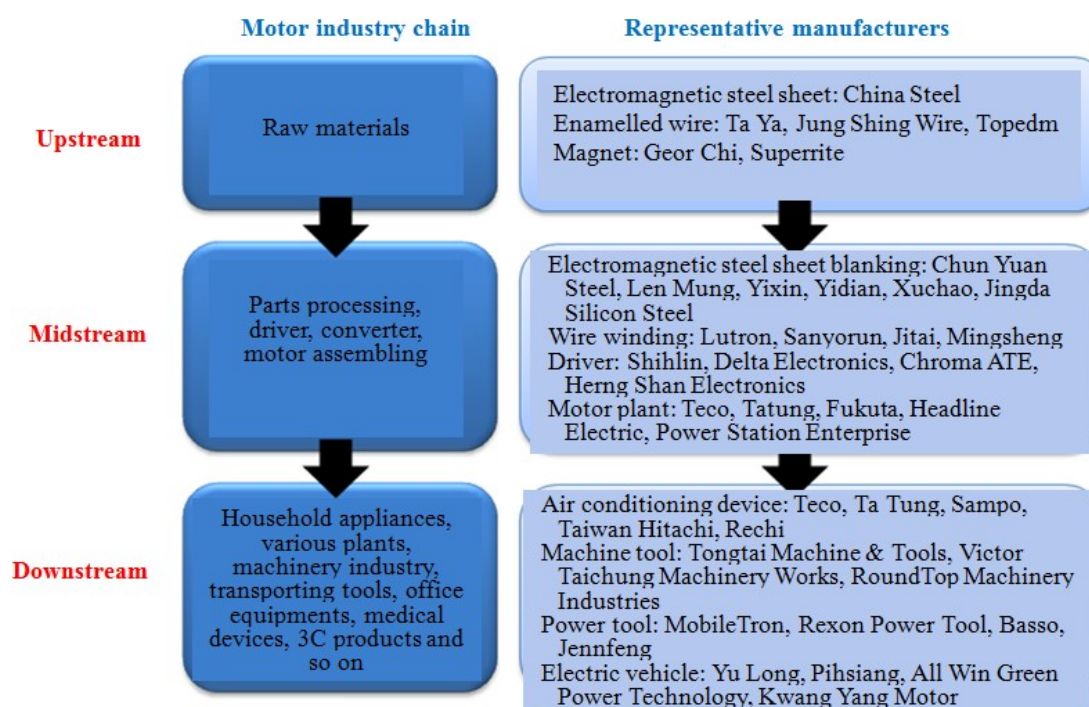 Motor industry chain
Representative manufacturers
Upstream
Raw materials
Electromagnetic steel sheet: China Steel
Enamelled wire: Ta Ya, Jung Shing Wire, Topedm
Magnet: Geor Chi, Superrite
Midstream
Parts processing,
driver, converter,
motor assembling
Electromagnetic steel sheet blanking: Chun Yuan
Steel, Len Mung, Yixin, Yidian, Xuchao, Jingda
Silicon Steel
Wire winding: Lutron, Sanyorun, Jitai, Mingsheng
Driver: Shihlin, Delta Electronics, Chroma ATE,
Herng Shan Electronics
Motor plant: Teco, Tatung, Fukuta, Headline
Electric, Power Station Enterprise
Downstream
Household appliances,
various plants,
machinery industry,
transporting tools, office
equipments, medical
devices, 3C products and
so on
Air conditioning device: Teco, Ta Tung, Sampo,
Taiwan Hitachi, Rechi
Machine tool: Tongtai Machine & Tools, Victor
Taichung Machinery Works, RoundTop Machinery
Industries
Power tool: MobileTron, Rexon Power Tool, Basso,
Jennfeng
Electric vehicle: Yu Long, Pihsiang, All Win Green
Power Technology, Kwang Yang Motor